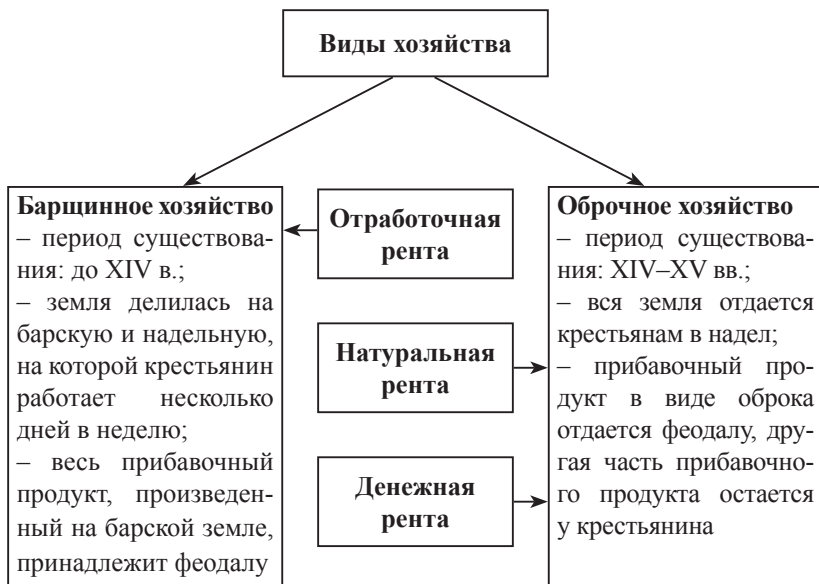 Виды хозяйства
Барщинное хозяйство
– период существова-
ния: до XIV в.;
– земля делилась на
барскую и надельную,
на которой крестьянин
работает несколько
дней в неделю;
– весь прибавочный
продукт, произведен-
ный на барской земле,
принадлежит феодалу
Отработочная
рента
Натуральная
рента
Денежная
рента
Оброчное хозяйство
– период существова-
ния: XIV–XV вв.;
– вся земля отдается
крестьянам в надел;
– прибавочный про-
дукт в виде оброка
отдается феодалу, дру-
гая часть прибавочно-
го продукта остается
у крестьянина